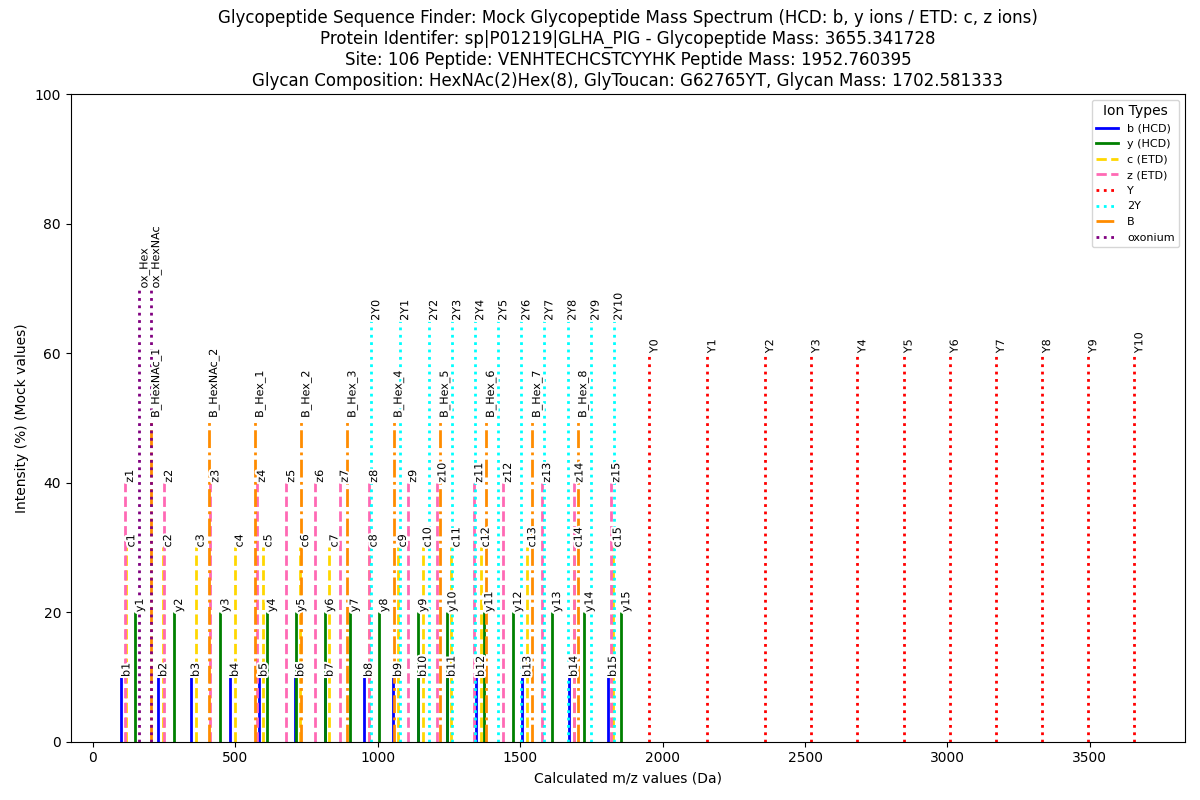 Glycopeptide Sequence Finder: Mock Glycopeptide Mass Spectrum (HCD: b, y ions / ETD: c, z ions)
Protein Identifer: sp|P01219|GLHA_PIG - Glycopeptide Mass: 3655.341728
Site: 106 Peptide: VENHTECHCSTCYYHK Peptide Mass: 1952.760395
Glycan Composition: HexNAc(2)Hex(8), GlyToucan: G62765YT, Glycan Mass: 1702.581333
Intensity (%) (Mock values)
100
80
60
40
20
0
Ion Types
b (HCD)
y (HCD)
c (ETD)
z (ETD)
Y
2Y
B
oxonium
ox_Hex
ox_HexNAc
2Y0
2Y1
2Y2
2Y3
2Y4
2Y5
2Y6
2Y7
2Y8
2Y9
2Y10
Y0
Y1
Y2
Y3
Y4
Y5
Y6
Y7
Y8
Y9
Y10
B_HexNAc_1
B_HexNAc_2
B_Hex_1
B_Hex_2
B_Hex_3
B_Hex_4
B_Hex_5
B_Hex_6
B_Hex_7
B_Hex_8
z1
z2
z3
z4
z5
z6
z7
z8
z9
z10
z11
z12
z13
z14
z15
c1
c2
c3
c4
c5
c6
c7
c8
c9
c10
c11
c12
c13
c14
c15
y1
y2
y3
y4
y5
y6
y7
y8
y9
y10
y11
y12
y13
y14
y15
b1
b2
b3
b4
b5
b6
b7
b8
b9
b10
b11
b12
b13
b14
b15
0
500
1000
1500
2000
2500
3000
3500
Calculated m/z values (Da)